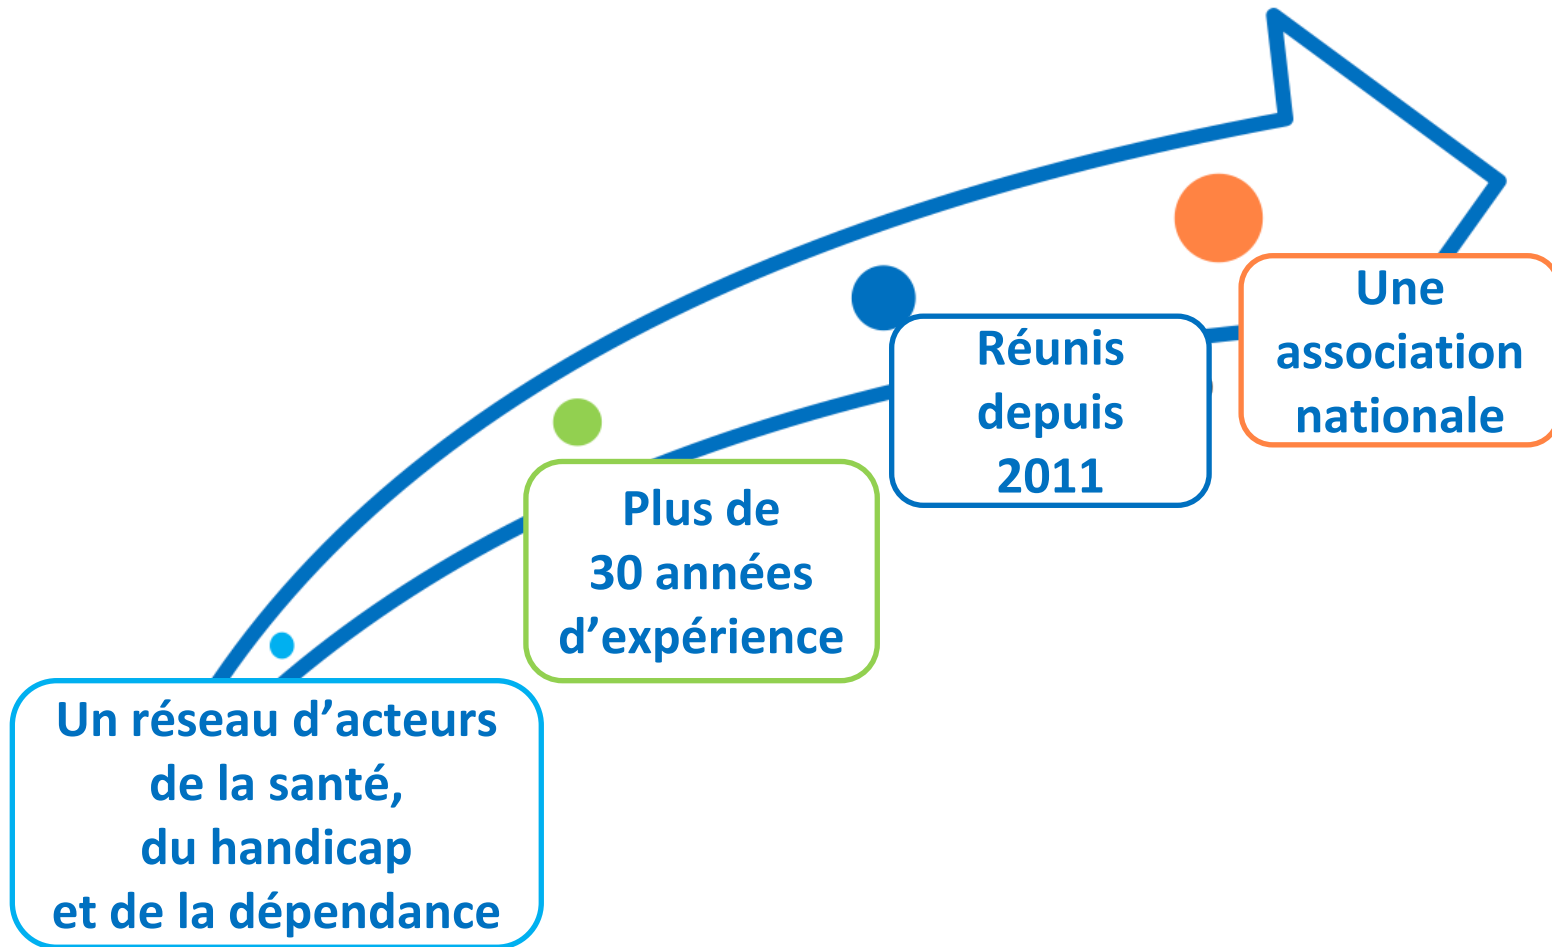 Un réseau d’acteurs
de la santé,
du handicap
et de la dépendance
Plus de
30 années
d’expérience
Réunis
depuis
2011
Une
association
nationale